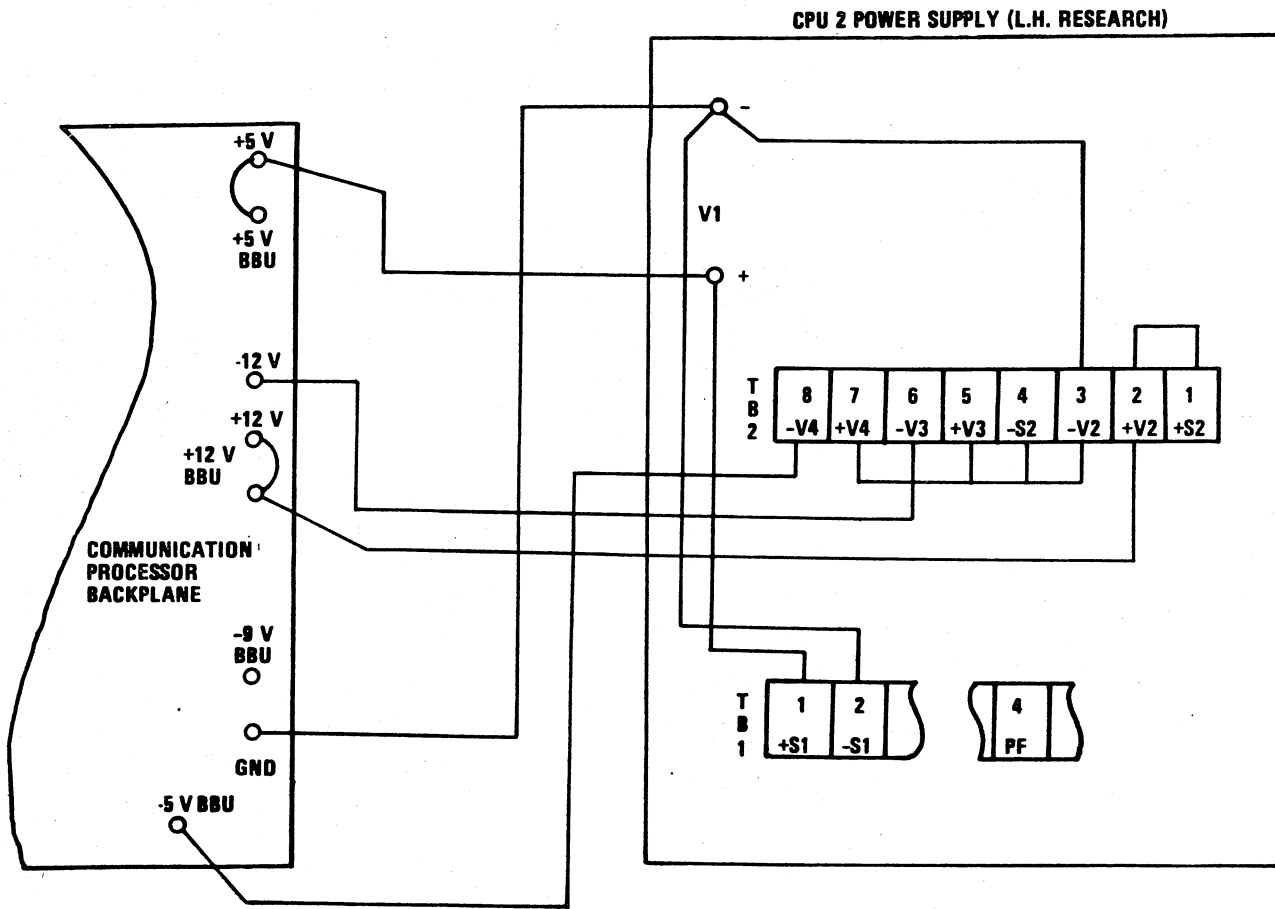 CPU 2 POWER SUPPLY (L.H. RESEARCH)
-
+5 V
+5 V
BBU
V1
+
-12 V
+12 V
+12 V
BBU
T
B
2
8
7
6
5
4
3
2
1
-V4
+V4
-V3
+V3
-S2
-V2
+V2
+S2
COMMUNICATION
PROCESSOR
BACKPLANE
-9 V
BBU
T
B
1
1
2
4
+S1
-S1
PF
GND
-5 V BBU